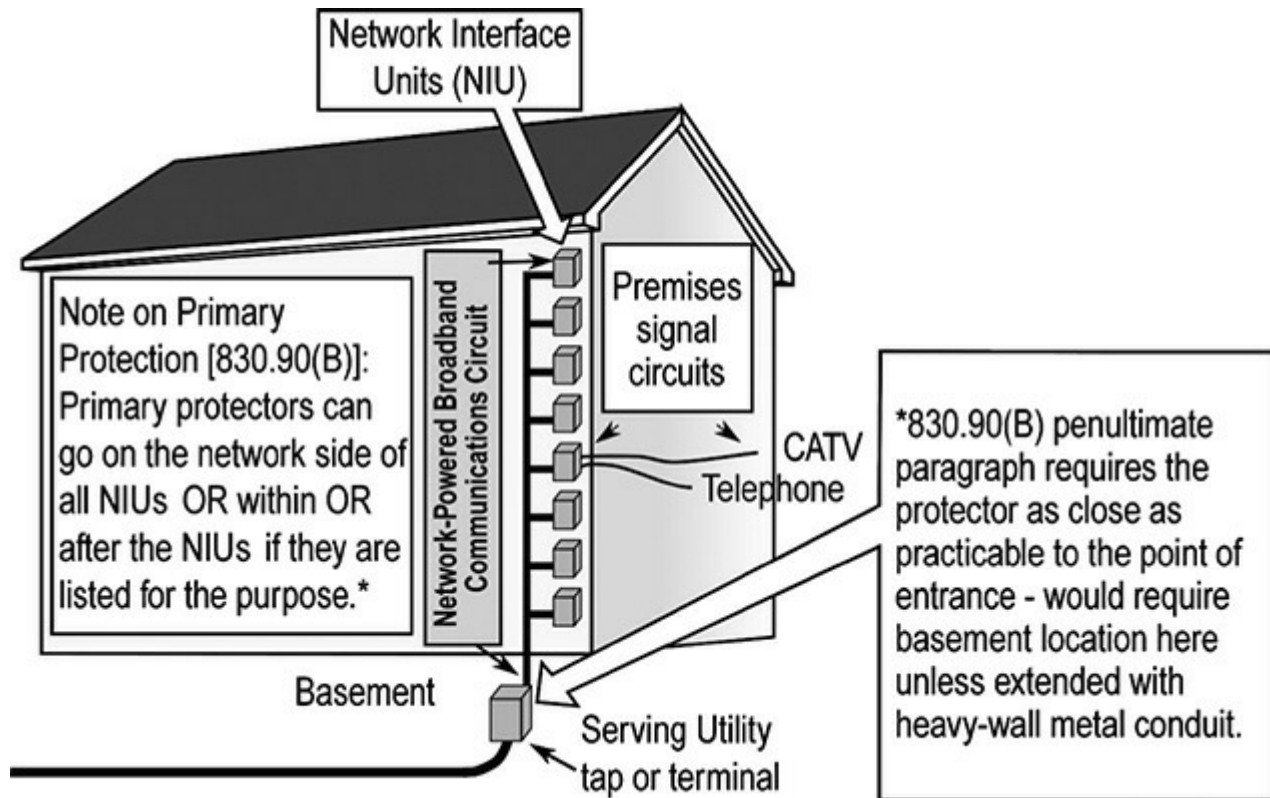 Network Interface
Units (NIU)
Note on Primary
Protection [830.90(B)]:
Primary protectors can
go on the network side of
all NIUs OR within OR
after the NIUs if they are
listed for the purpose.*
Network-Powered Broadband
Communications Circuit
Premises
signal
circuits
CATV
Telephone
*830.90(B) penultimate
paragraph requires the
protector as close as
practicable to the point of
entrance - would require
basement location here
unless extended with
heavy-wall metal conduit.
Basement
Serving Utility
tap or terminal